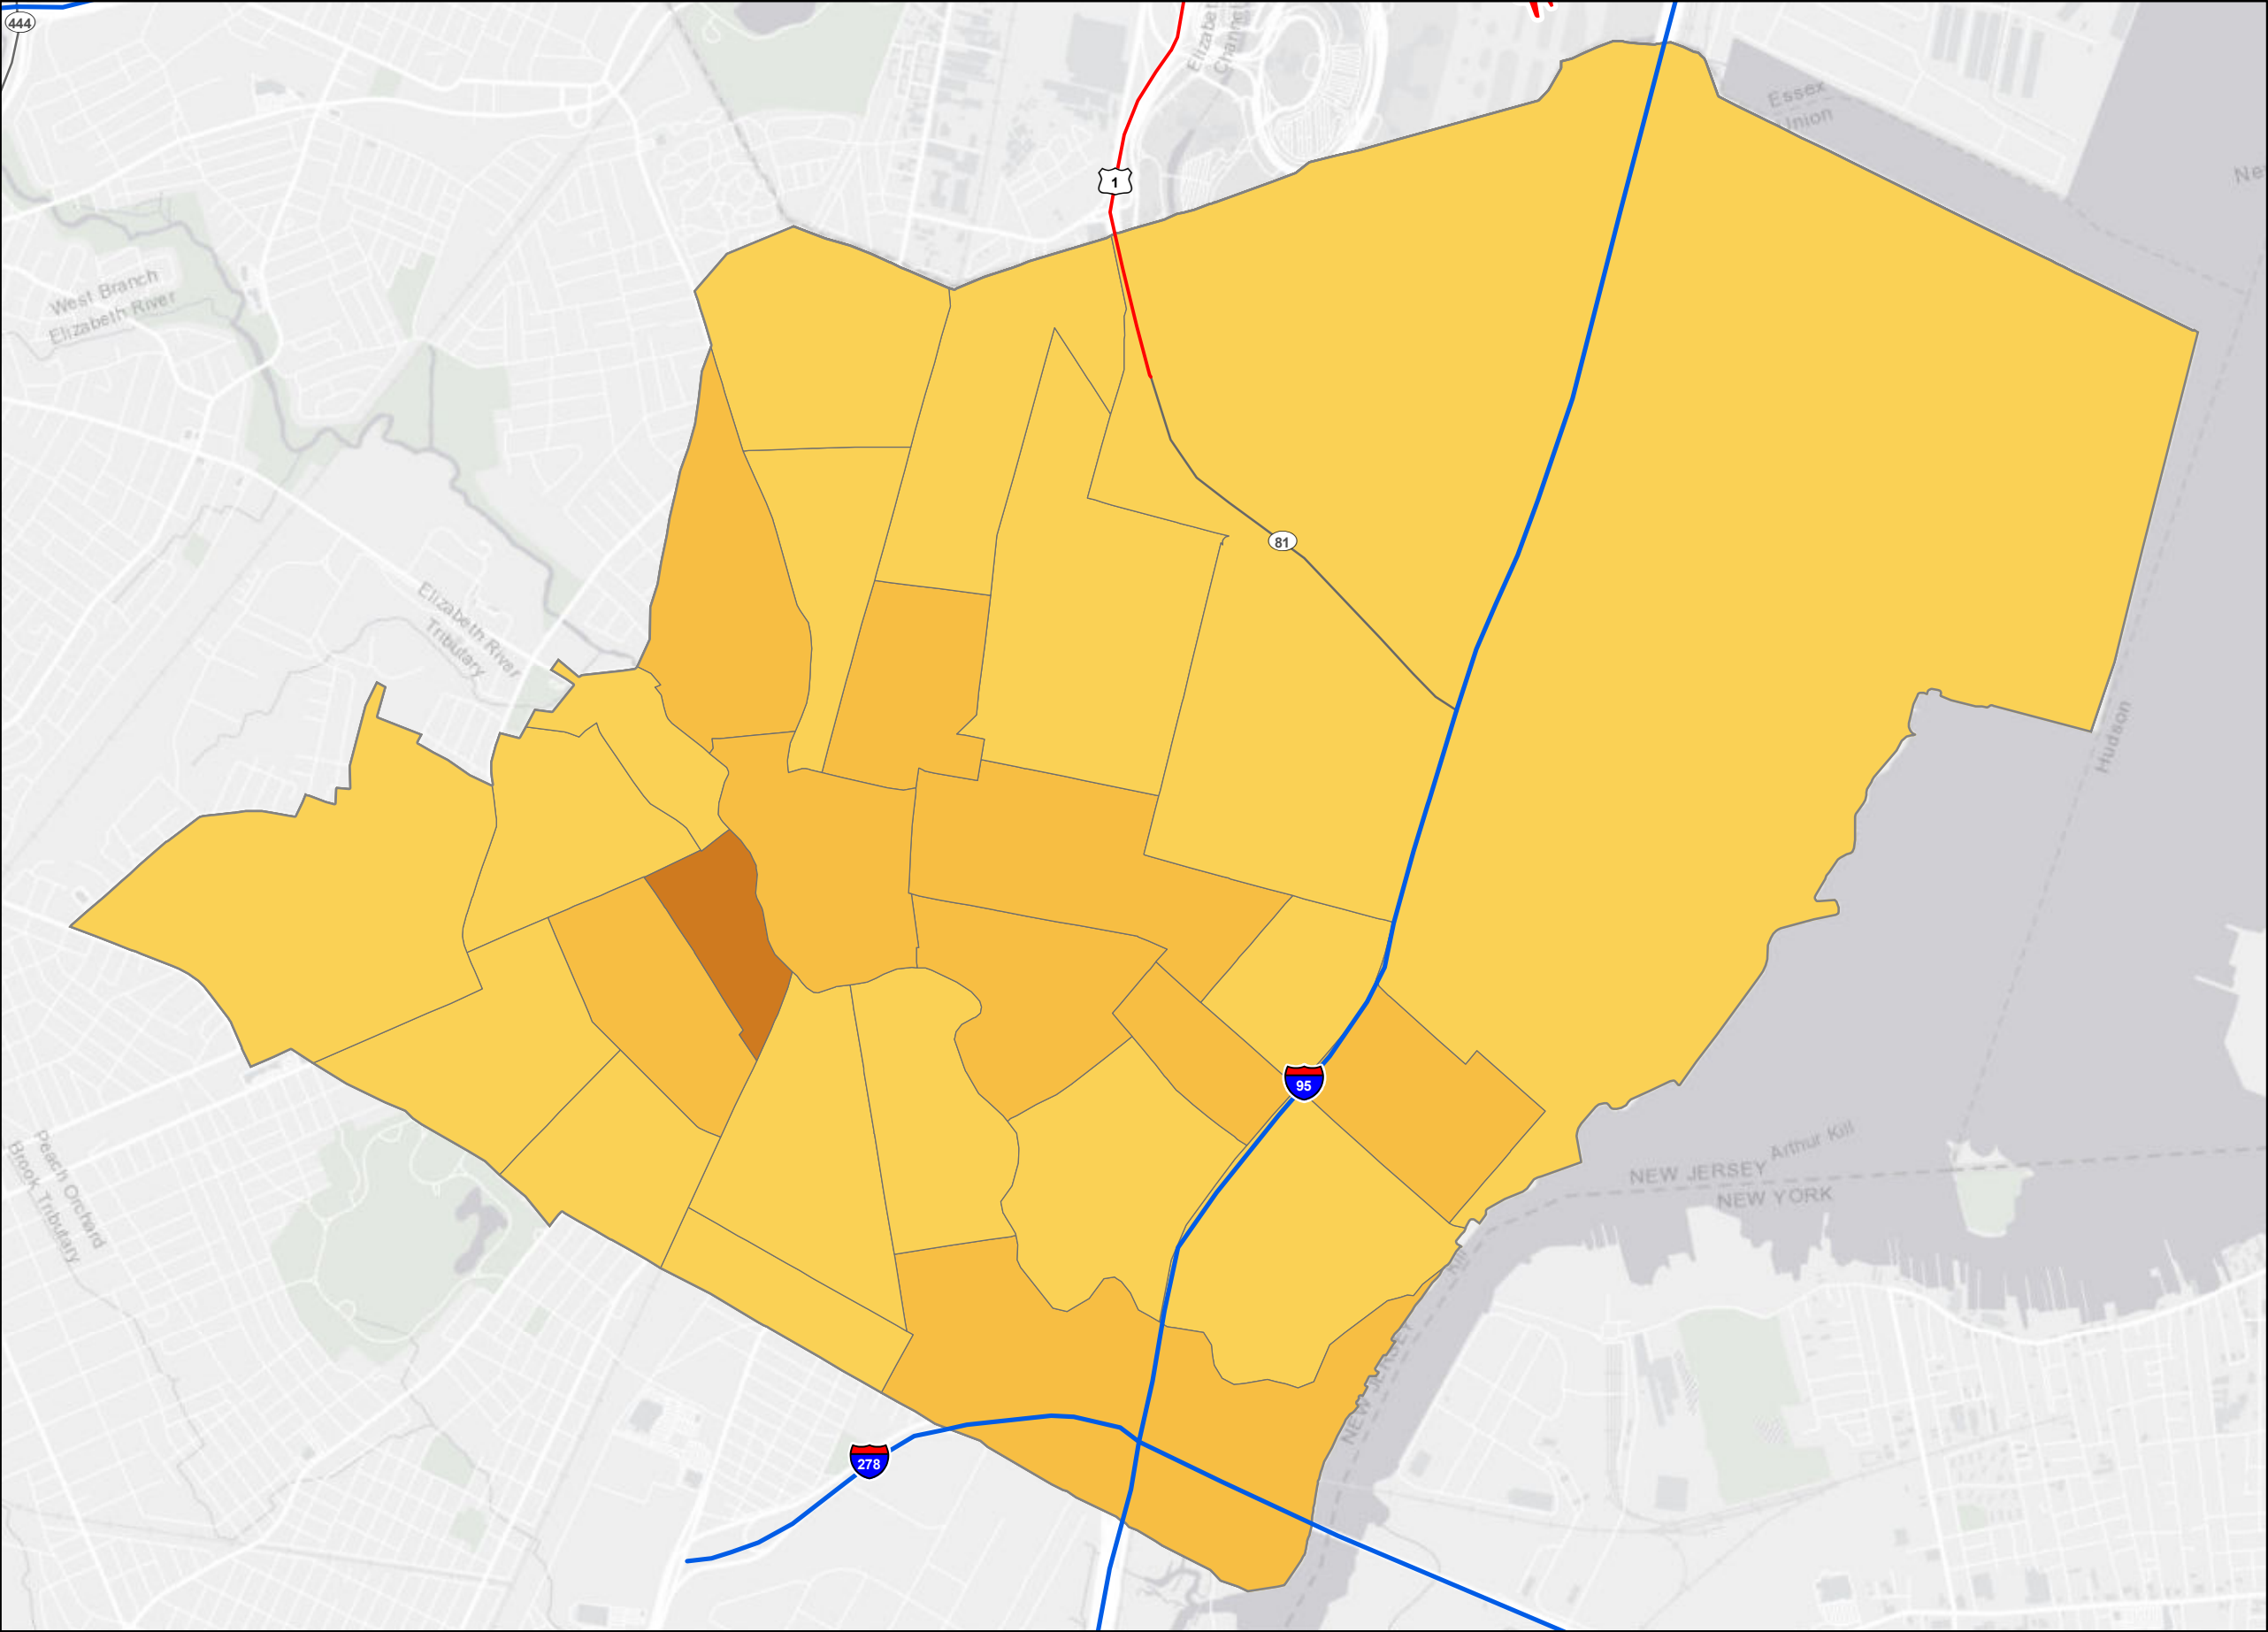 444
Elizabeth
Channel
1
Essex
Union
West Branch
Elizabeth River
81
Elizabeth River
Tributary
Hudson
95
Arthur Kill
NEW JERSEY
NEW YORK
Peach Orchard
Brook Tributary
NEW JERSEY
278